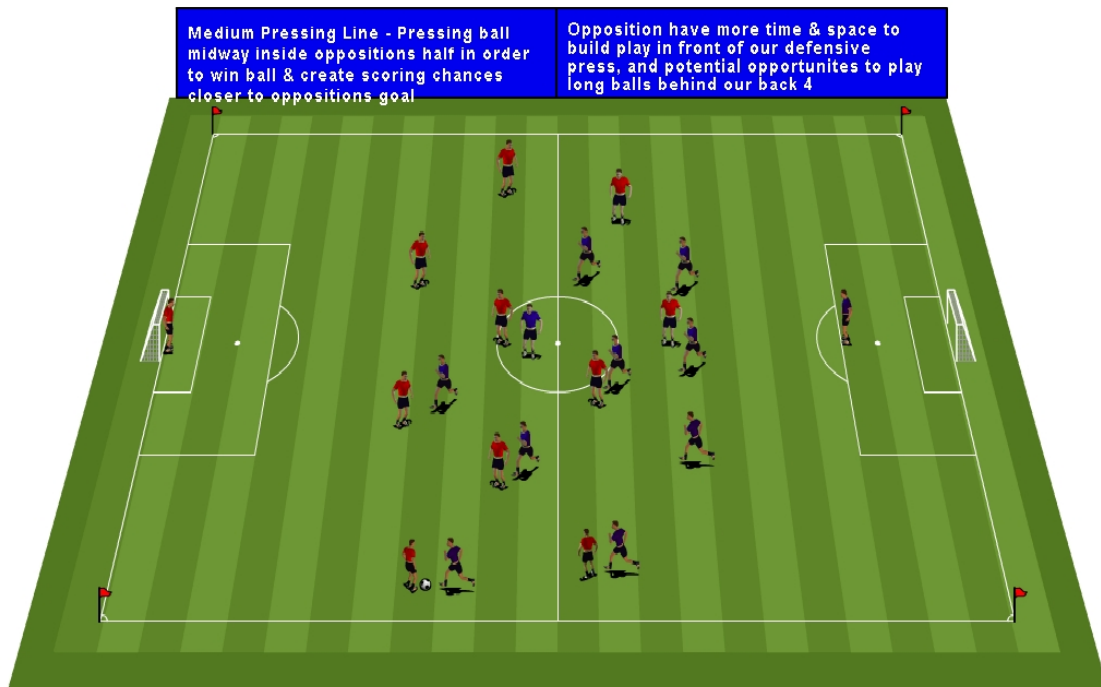 Medium Pressing Line - Pressing ball
midway inside oppositions half in order
to win ball & create scoring chances
closer to oppositions goal
Opposition have more time & space to
build play in front of our defensive
press, and potential opportunites to play
long balls behind our back 4